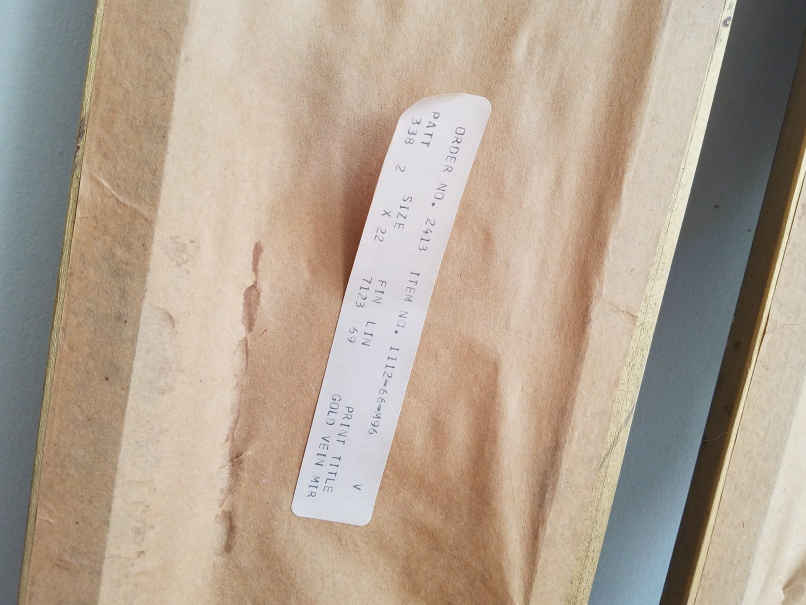 ORDER NO. 2413 ITEM NO. 1112-66-496 V
PATT SIZE FIN LIN PRINT TITLE
338 2 X 22 7123 59 GOLD VEIN MIR